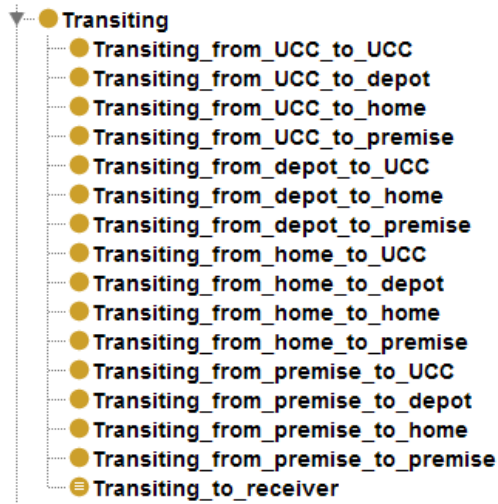 Transiting
Transiting_from_UCC_to_UCC
Transiting_from_UCC_to_depot
Transiting_from_UCC_to_home
Transiting_from_UCC_to_premise
Transiting_from_depot_to_UCC
Transiting_from_depot_to_home
Transiting_from_depot_to_premise
Transiting_from_home_to_UCC
Transiting_from_home_to_depot
Transiting_from_home_to_home
Transiting_from_home_to_premise
Transiting_from_premise_to_UCC
Transiting_from_premise_to_depot
Transiting_from_premise_to_home
Transiting_from_premise_to_premise
Transiting_to_receiver